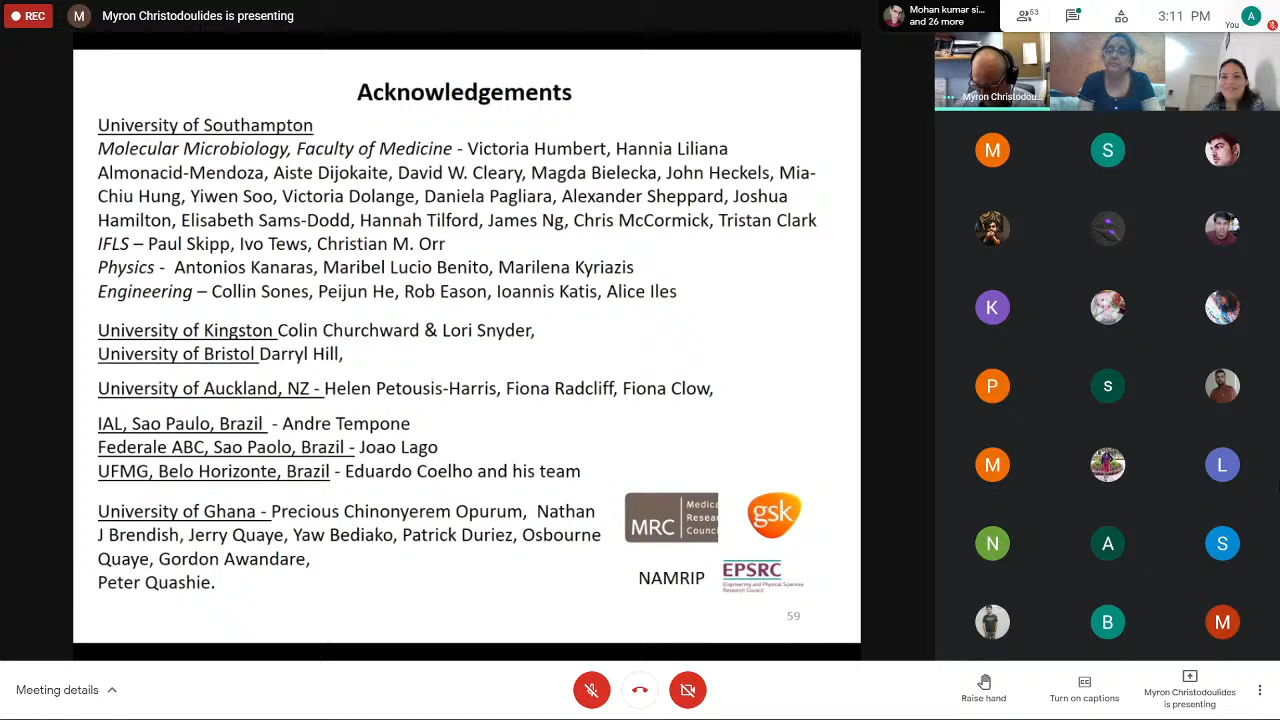 REC
M
Myron Christodoulides is presenting
Mohan kumar si...
and 26 more
53
3:11 PM
A
You
Myron Christodou...
Acknowledgements
University of Southampton
Molecular Microbiology, Faculty of Medicine - Victoria Humbert, Hannia Liliana
Almonacid-Mendoza, Aiste Dijokaite, David W. Cleary, Magda Bielecka, John Heckels, Mia-
Chiu Hung, Yiwen Soo, Victoria Dolange, Daniela Pagliara, Alexander Sheppard, Joshua
Hamilton, Elisabeth Sams-Dodd, Hannah Tilford, James Ng, Chris McCormick, Tristan Clark
IFLS – Paul Skipp, Ivo Tews, Christian M. Orr
Physics - Antonios Kanaras, Maribel Lucio Benito, Marilena Kyriazis
Engineering – Collin Sones, Peijun He, Rob Eason, Ioannis Katis, Alice Iles
University of Kingston Colin Churchward & Lori Snyder,
University of Bristol Darryl Hill,
University of Auckland, NZ - Helen Petousis-Harris, Fiona Radcliff, Fiona Clow,
IAL, Sao Paulo, Brazil - Andre Tempone
Federale ABC, Sao Paolo, Brazil - Joao Lago
UFMG, Belo Horizonte, Brazil - Eduardo Coelho and his team
University of Ghana - Precious Chinonyerem Opurum, Nathan
J Brendish, Jerry Quaye, Yaw Bediako, Patrick Duriez, Osbourne
Quaye, Gordon Awandare,
Peter Quashie.
MRC
Medica
Resear
Counci
gsk
NAMRIP
EPSRC
Engineering and Physical Sciences
Research Council
59
M
S
K
P
S
M
L
N
A
S
B
M
Meeting details
Raise hand
Turn on captions
Myron Christodoulides
is presenting